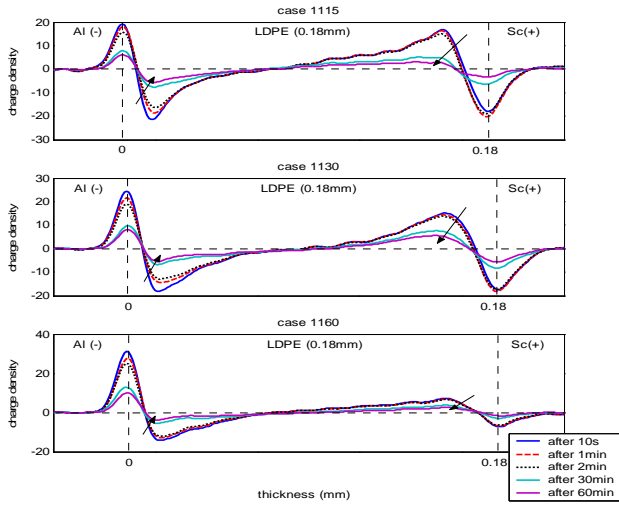 case 1115
Al (-) LDPE (0.18mm) Sc(+)
charge density
20
10
0
-10
-20
-30
0 0.18
case 1130
Al (-) LDPE (0.18mm) Sc(+)
charge density
30
20
10
0
-10
-20
0 0.18
case 1160
Al (-) LDPE (0.18mm) Sc(+)
charge density
40
20
0
-20
0 0.18
thickness (mm)
after 10s
after 1min
after 2min
after 30min
after 60min